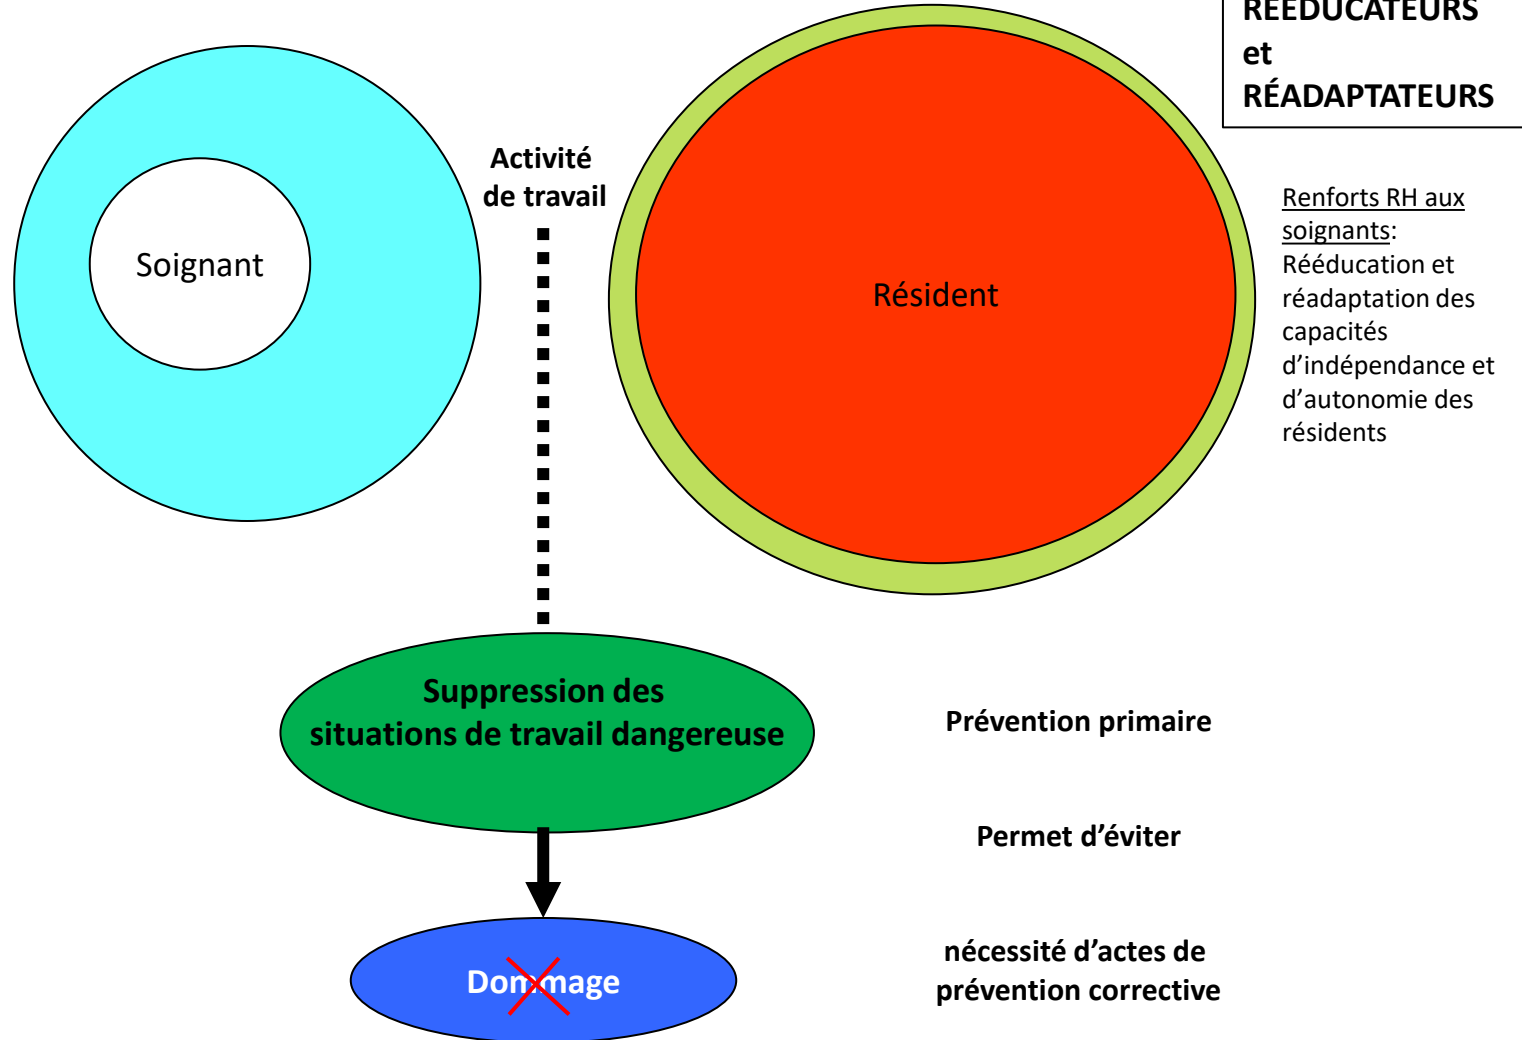 RÉÉDUCATEURS
et
RÉADAPTATEURS
Activité
de travail
Soignant
Résident
Renforts RH aux
soignants:
Rééducation et
réadaptation des
capacités
d’indépendance et
d’autonomie des
résidents
Suppression des
situations de travail dangereuse
Prévention primaire
Permet d’éviter
Dommage
nécessité d’actes de
prévention corrective